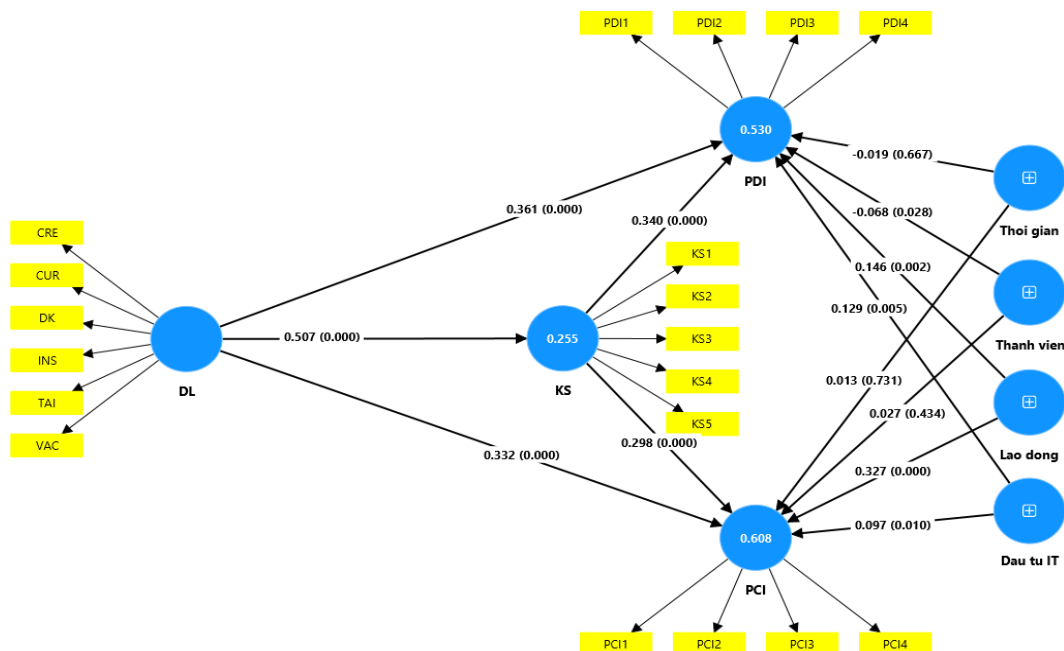 PDI1
PDI2
PDI3
PDI4
0.530
PDI
-0.019 (0.667)
Thoi gian
0.361 (0.000)
-0.068 (0.028)
0.340 (0.000)
CRE
CUR
DK
INS
TAI
VAC
DL
0.507 (0.000)
0.255
KS
KS1
KS2
KS3
KS4
KS5
0.146 (0.002)
0.129 (0.005)
Thanh vien
0.013 (0.731)
0.027 (0.434)
Lao dong
0.298 (0.000)
0.332 (0.000)
0.327 (0.000)
0.097 (0.010)
Dau tu IT
0.608
PCI
PCI1
PCI2
PCI3
PCI4